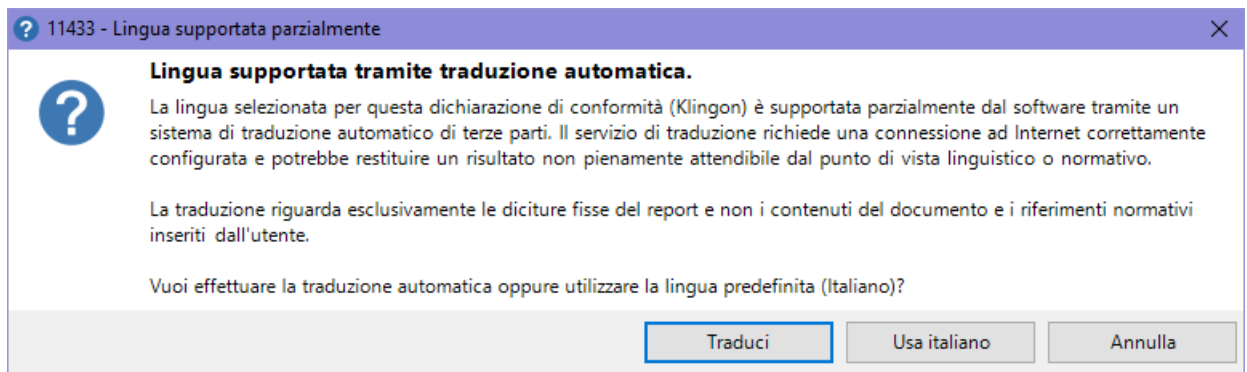 11433 - Lingua supportata parzialmente
Lingua supportata tramite traduzione automatica.
La lingua selezionata per questa dichiarazione di conformità (Klingon) è supportata parzialmente dal software tramite un
sistema di traduzione automatico di terze parti. Il servizio di traduzione richiede una connessione ad Internet correttamente
configurata e potrebbe restituire un risultato non pienamente attendibile dal punto di vista linguistico o normativo.
La traduzione riguarda esclusivamente le diciture fisse del report e non i contenuti del documento e i riferimenti normativi
inseriti dall'utente.
Vuoi effettuare la traduzione automatica oppure utilizzare la lingua predefinita (Italiano)?
Traduci Usa italiano Annulla